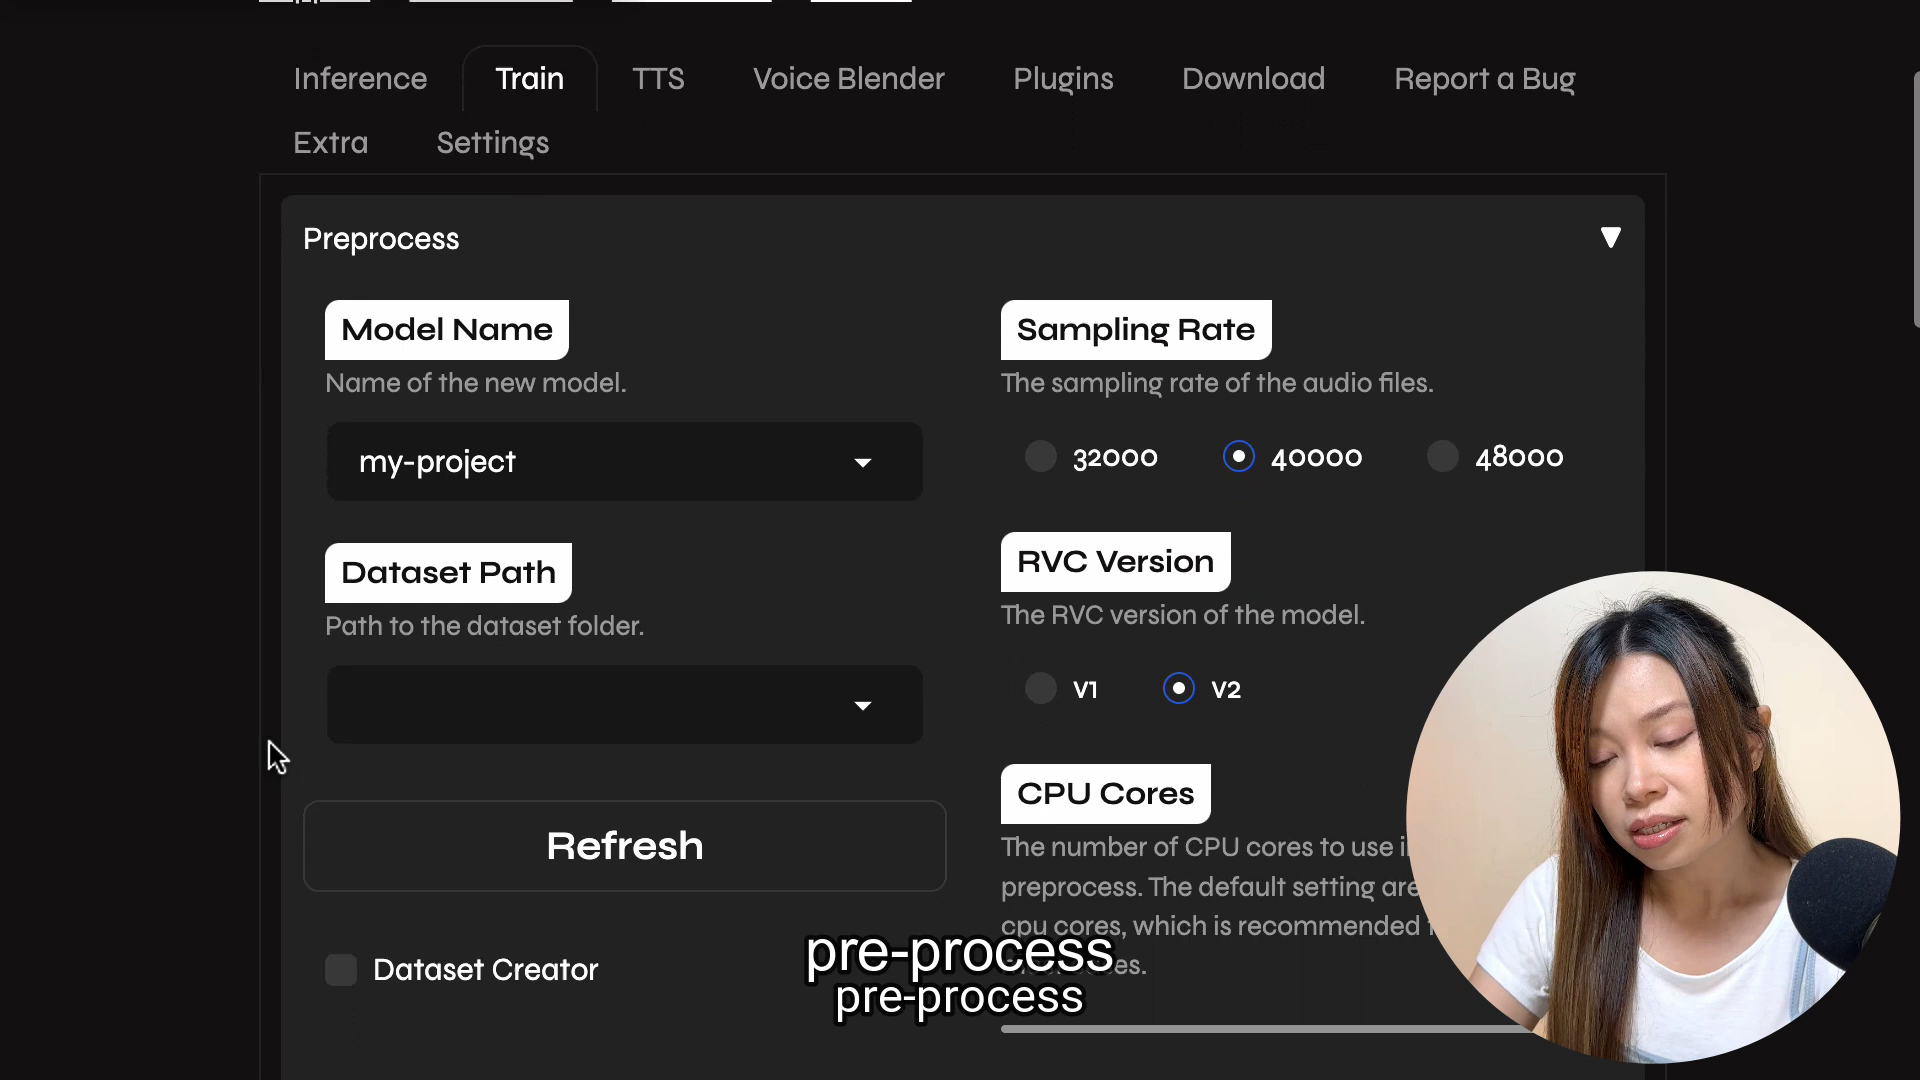 Inference Train TTS Voice Blender Plugins Download Report a Bug
Extra Settings
Preprocess
Model Name
Name of the new model.
my-project
Dataset Path
Path to the dataset folder.
Refresh
Dataset Creator
Sampling Rate
The sampling rate of the audio files.
32000 40000 48000
RVC Version
The RVC version of the model.
V1 V2
CPU Cores
The number of CPU cores to use
preprocess. The default setting are
cpu cores, which is recommended
pre-process
pre-process